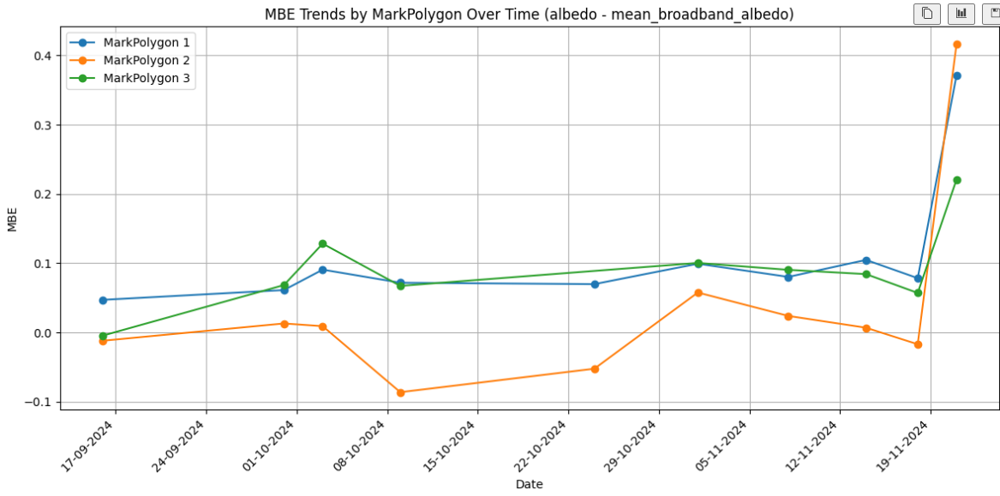 MBE Trends by MarkPolygon Over Time (albedo - mean_broadband_albedo)
MarkPolygon 1
MarkPolygon 2
MarkPolygon 3
0.4
0.3
0.2
0.1
0.0
−0.1
MBE
17-09-2024
24-09-2024
01-10-2024
08-10-2024
15-10-2024
22-10-2024
29-10-2024
05-11-2024
12-11-2024
19-11-2024
Date